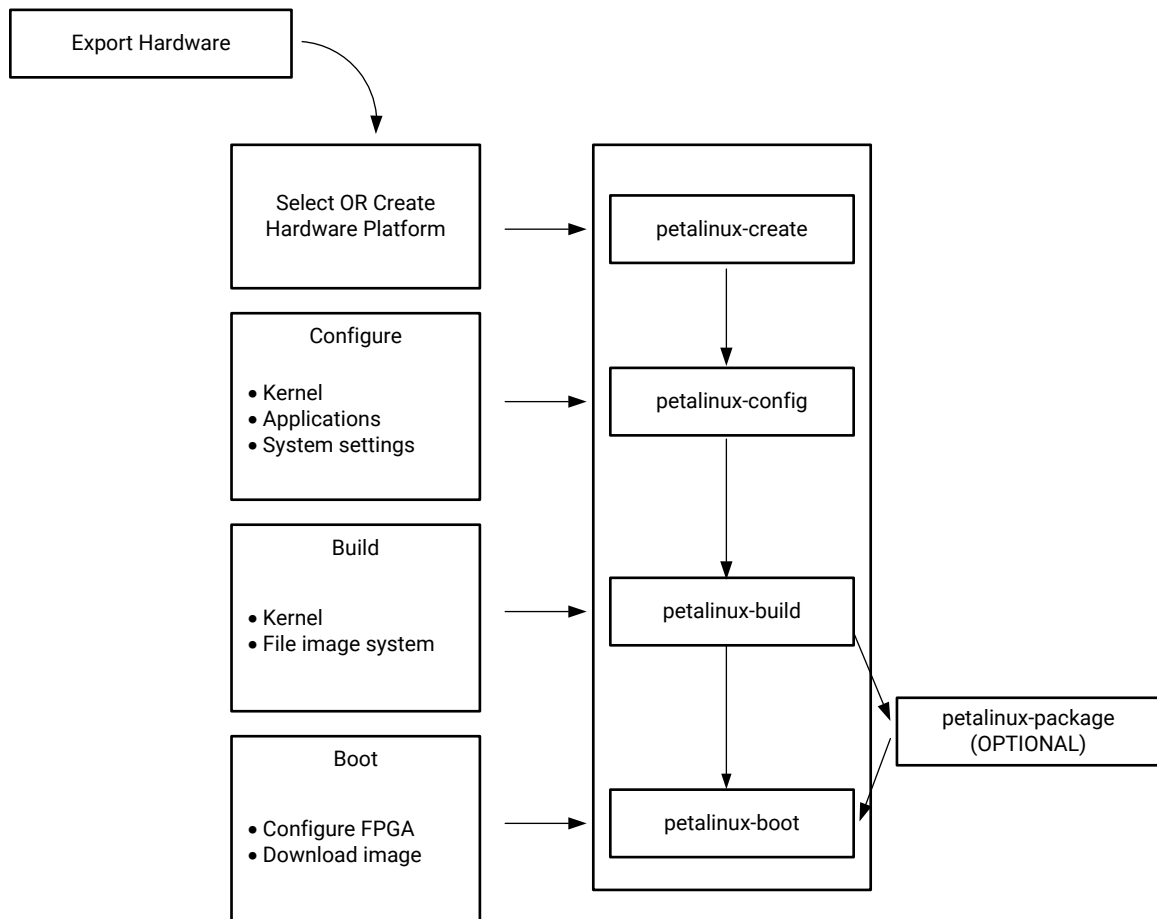 Export Hardware
Select OR Create
Hardware Platform
petalinux-create
Configure
• Kernel
• Applications
• System settings
petalinux-config
Build
• Kernel
• File image system
petalinux-build
petalinux-package
(OPTIONAL)
Boot
• Configure FPGA
• Download image
petalinux-boot